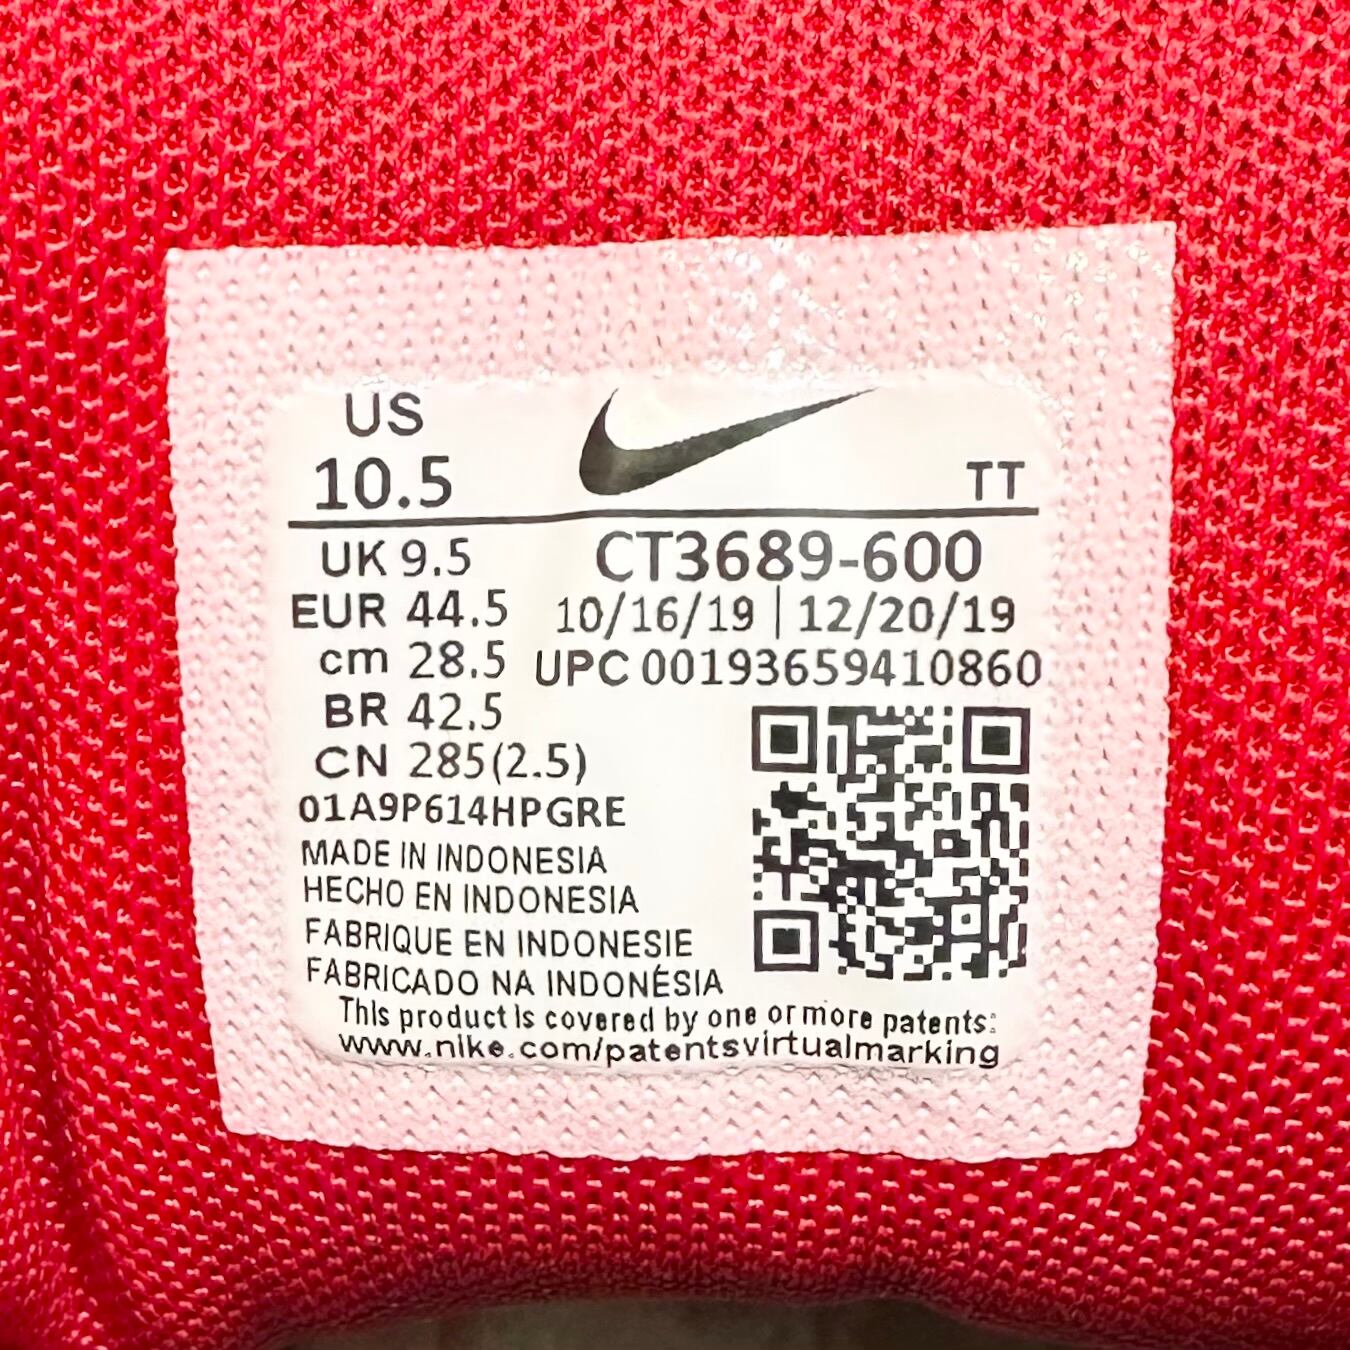 US
10.5
TT
UK 9.5
EUR 44.5
cm 28.5
BR 42.5
CN 285(2.5)
CT3689-600
10/16/19 | 12/20/19
UPC 00193659410860
01A9P614HPGRE
MADE IN INDONESIA
HECHO EN INDONESIA
FABRIQUE EN INDONESIE
FABRICADO NA INDONÉSIA
This product is covered by one or more patents:
www.nike.com/patentsvirtualmarking